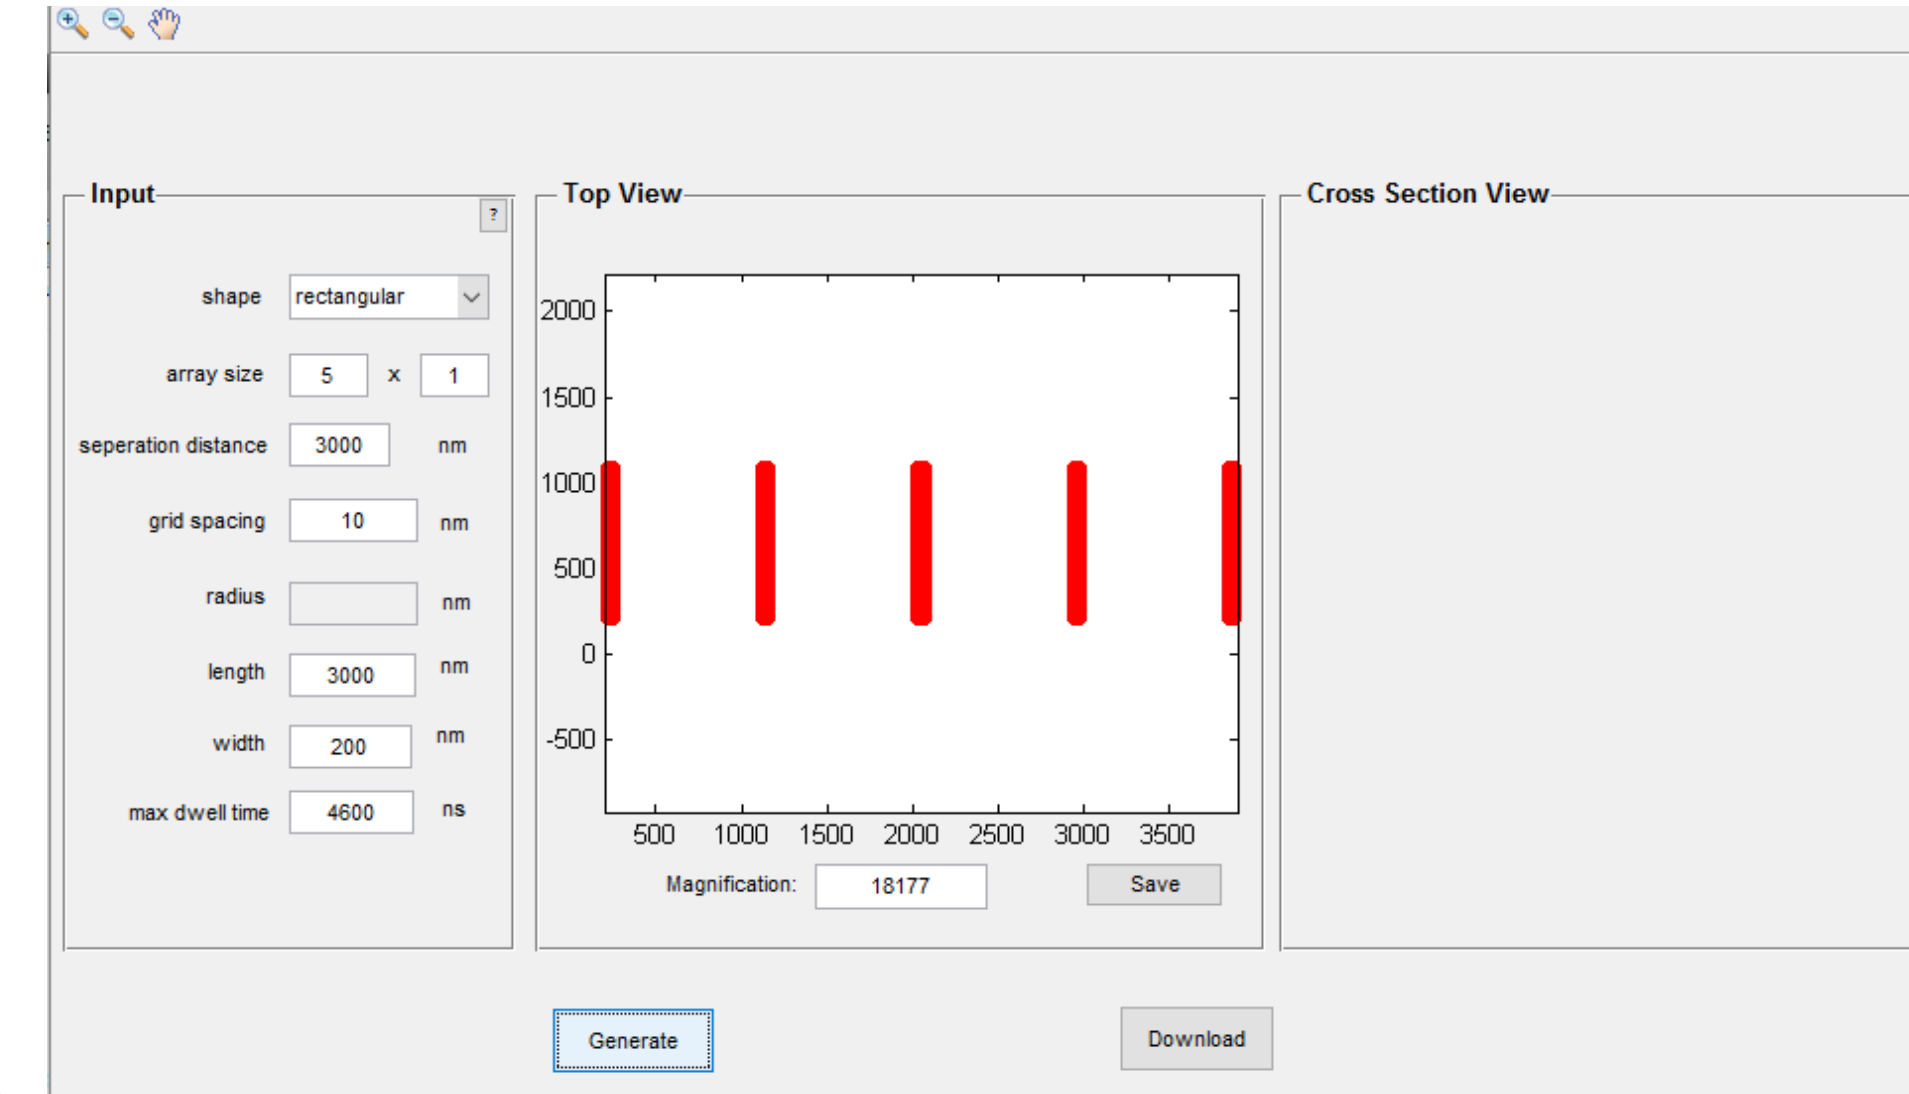 Input
?
shape rectangular
array size 5 x 1
seperation distance 3000 nm
grid spacing 10 nm
radius nm
length 3000 nm
width 200 nm
max dwell time 4600 ns
Top View
2000
1500
1000
500
0
-500
500 1000 1500 2000 2500 3000 3500
Magnification: 18177 Save
Cross Section View
Generate Download